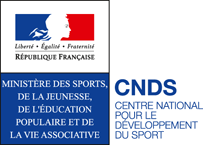 Liberté • Égalité • Fraternité
RÉPUBLIQUE FRANÇAISE
MINISTÈRE DES SPORTS,
DE LA JEUNESSE,
DE L'ÉDUCATION
POPULAIRE ET DE
LA VIE ASSOCIATIVE
CNDS
CENTRE NATIONAL
POUR LE
DÉVELOPPEMENT
DU SPORT